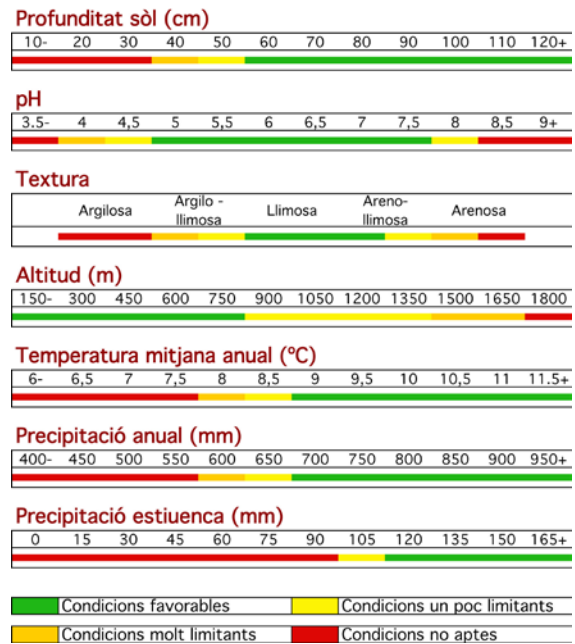 Profunditat sòl (cm)
10- 20 30 40 50 60 70 80 90 100 110 120+
pH
3.5- 4 4,5 5 5,5 6 6,5 7 7,5 8 8,5 9+
Textura
Argilosa Argilo - llimosa Llimosa Areno- llimosa Arenosa
Altitud (m)
150- 300 450 600 750 900 1050 1200 1350 1500 1650 1800
Temperatura mitjana anual (ºC)
6- 6,5 7 7,5 8 8,5 9 9,5 10 10,5 11 11.5+
Precipitació anual (mm)
400- 450 500 550 600 650 700 750 800 850 900 950+
Precipitació estiuenca (mm)
0 15 30 45 60 75 90 105 120 135 150 165+
Condicions favorables Condicions un poc limitants
Condicions molt limitants Condicions no aptes